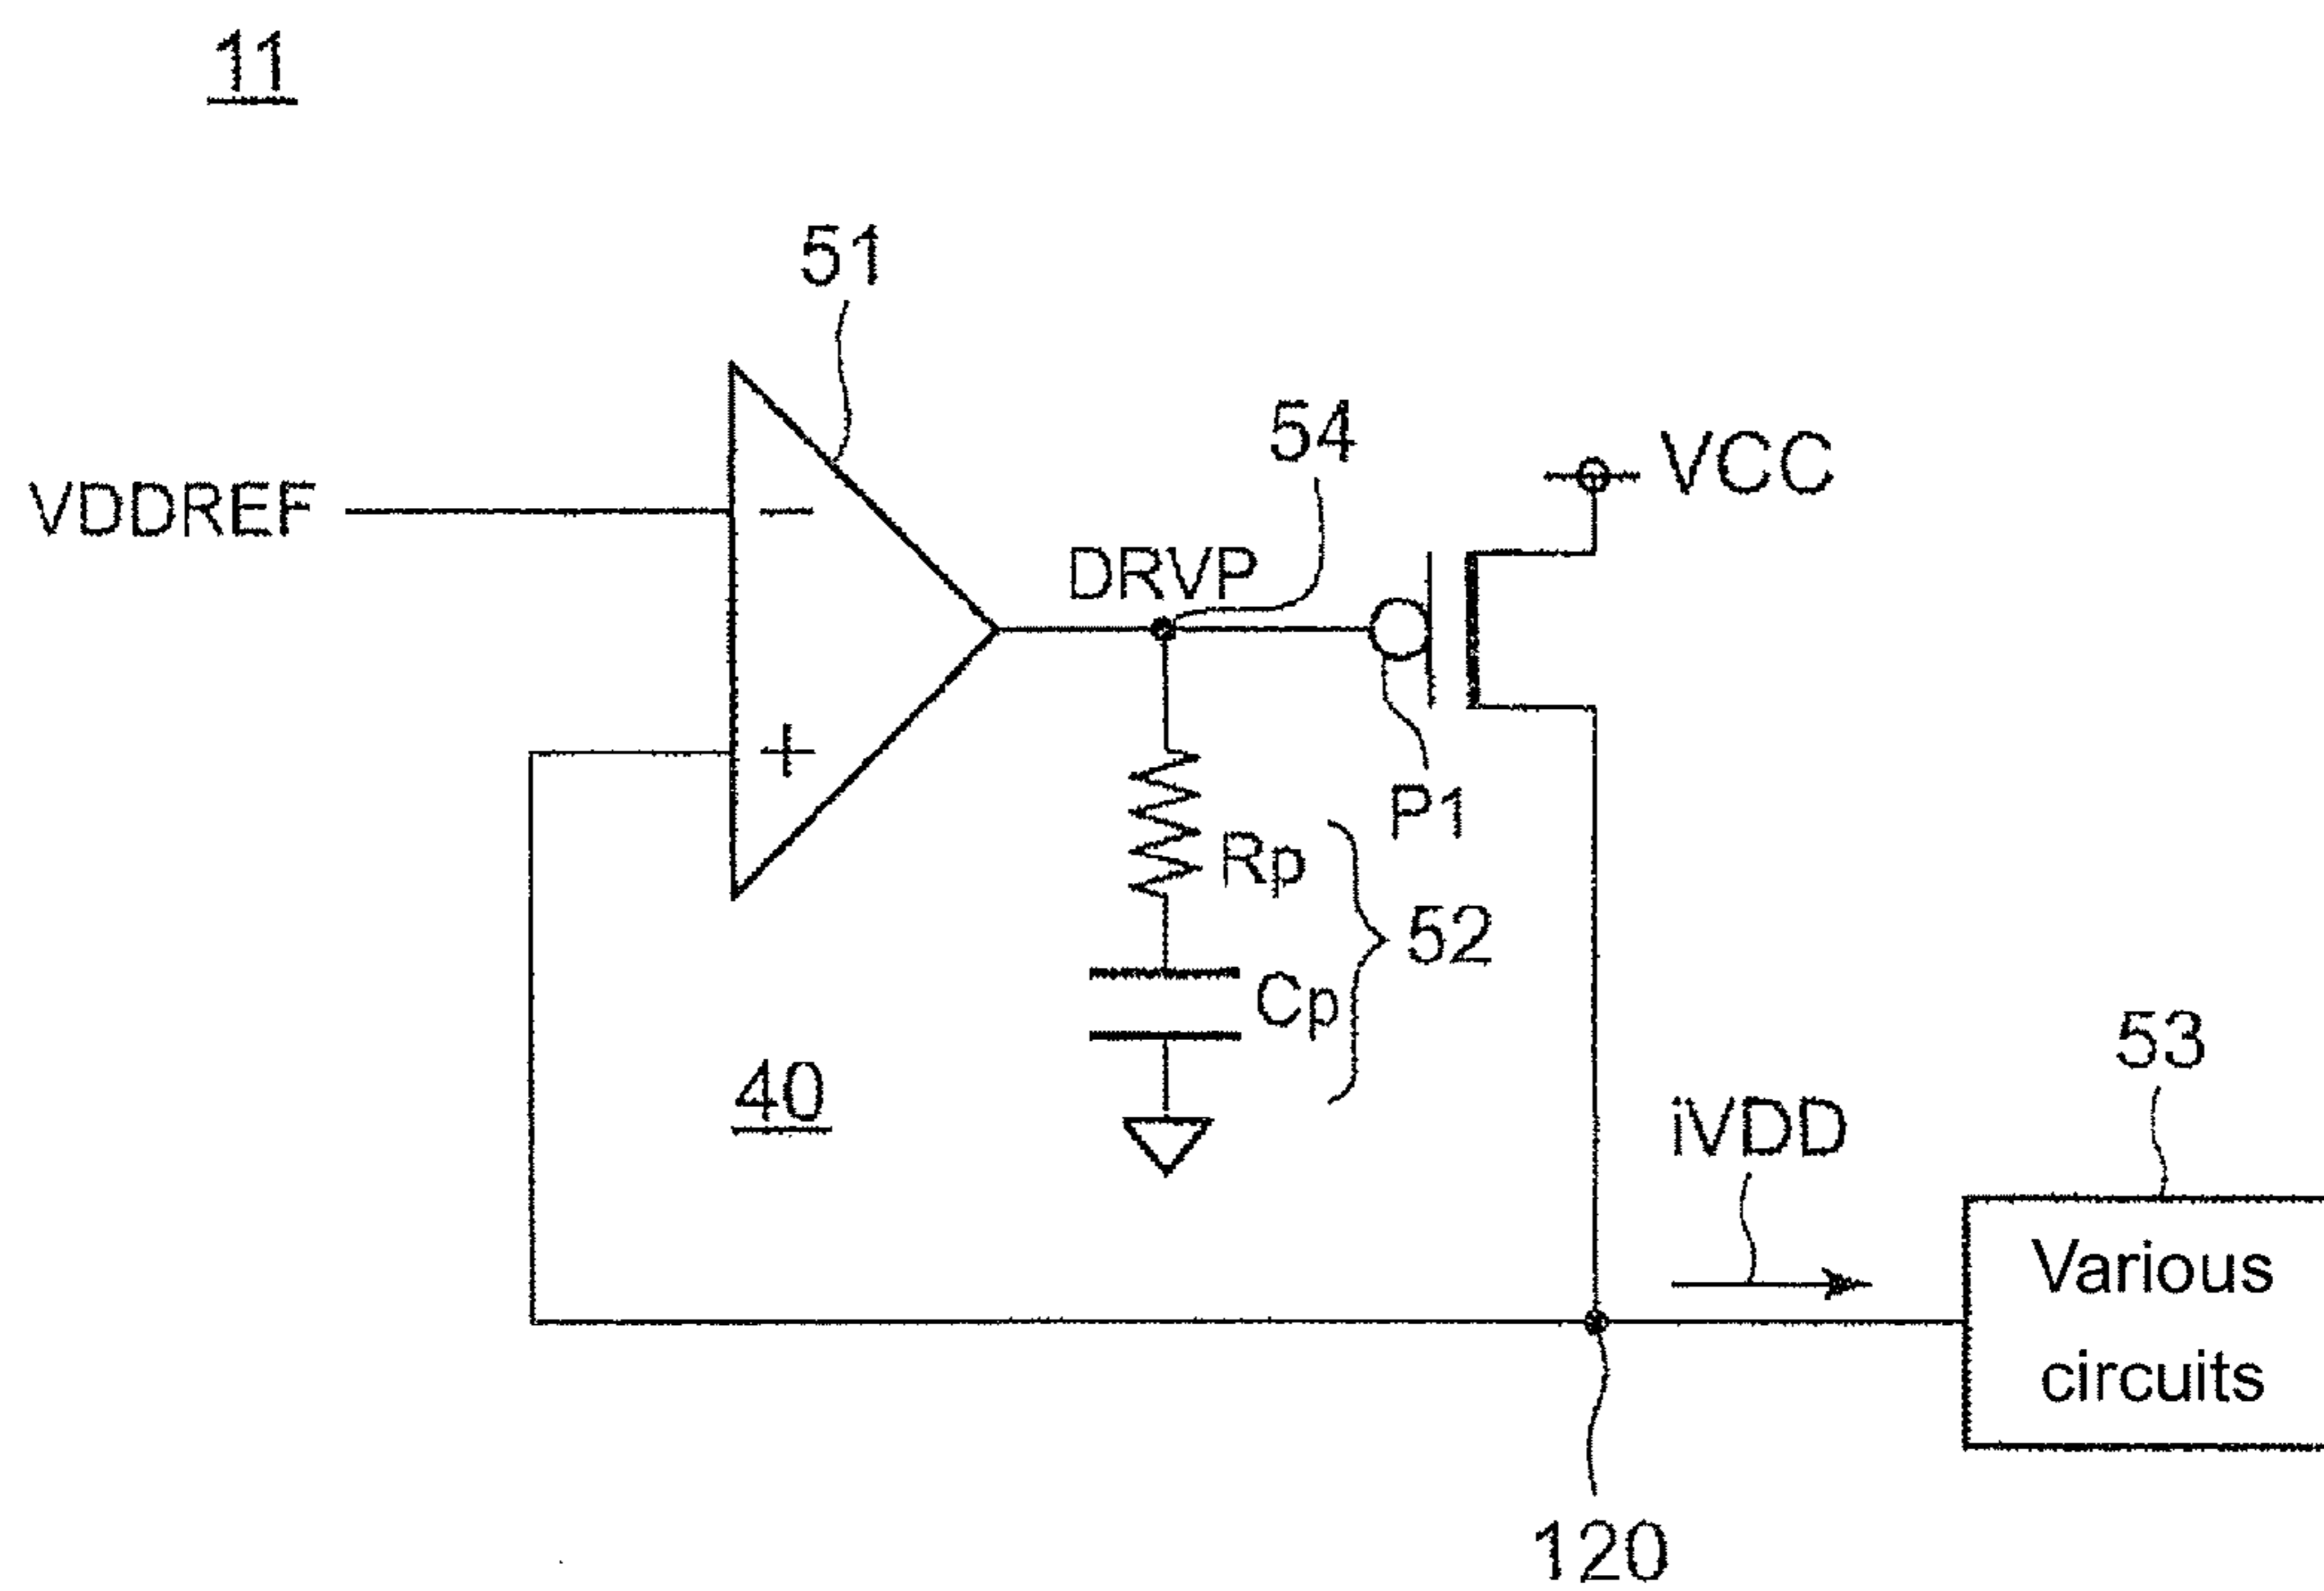 11
51
54
VCC
VDDREF
−
DRVP
+
P1
Rp
52
Cp
53
40
iVDD
Various
circuits
120